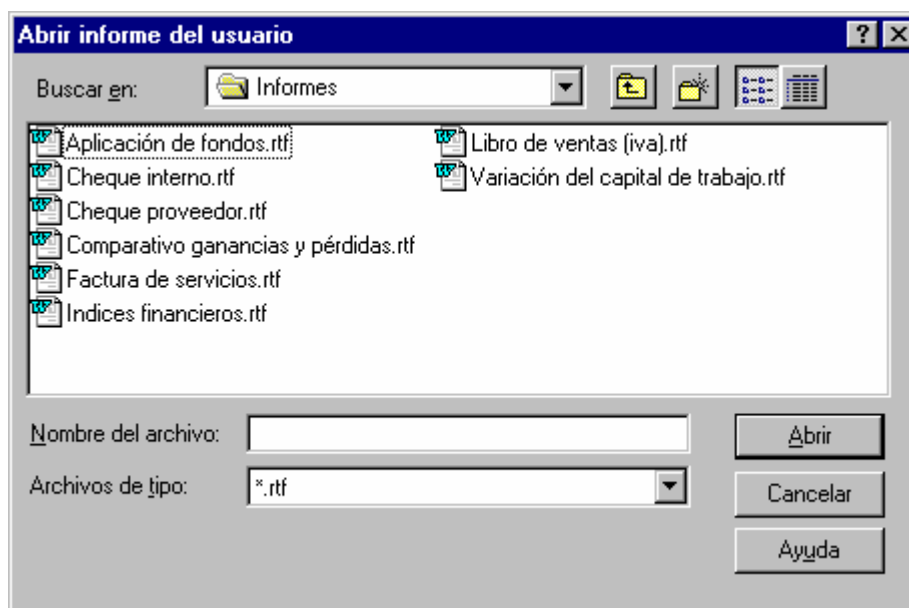 Abrir informe del usuario
Buscar en: Informes
Aplicación de fondos.rtf
Cheque interno.rtf
Cheque proveedor.rtf
Comparativo ganancias y pérdidas.rtf
Factura de servicios.rtf
Indices financieros.rtf
Libro de ventas (iva).rtf
Variación del capital de trabajo.rtf
Nombre del archivo:
Abrir
Archivos de tipo: *.rtf
Cancelar
Ayuda